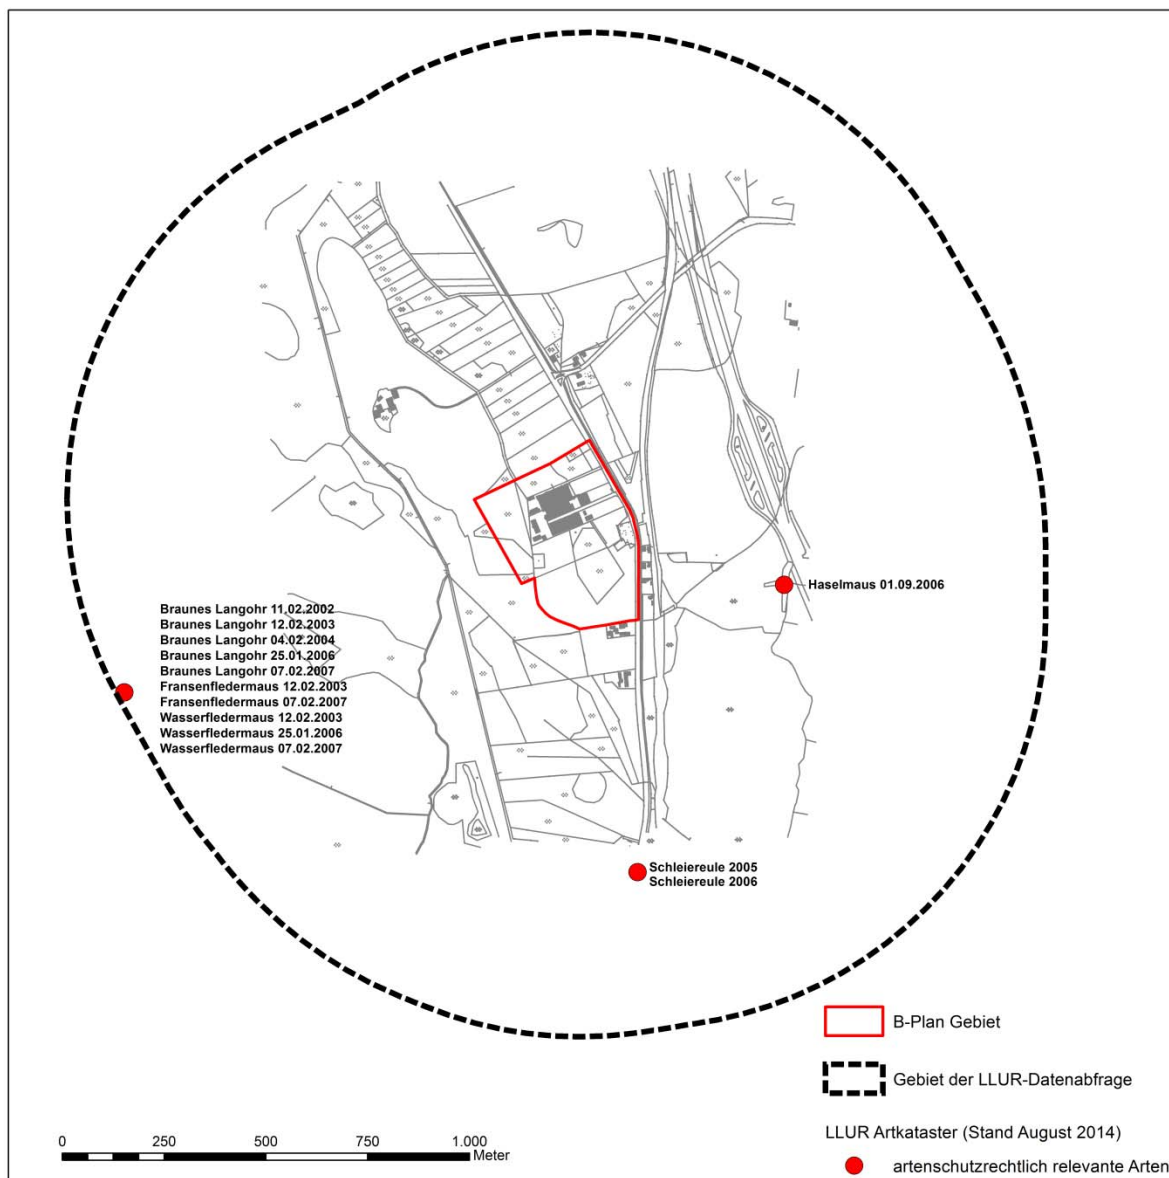 Haselmaus 01.09.2006
Braunes Langohr 11.02.2002
Braunes Langohr 12.02.2003
Braunes Langohr 04.02.2004
Braunes Langohr 25.01.2006
Braunes Langohr 07.02.2007
Fransenfledermaus 12.02.2003
Fransenfledermaus 07.02.2007
Wasserfledermaus 12.02.2003
Wasserfledermaus 25.01.2006
Wasserfledermaus 07.02.2007
Schleiereule 2005
Schleiereule 2006
B-Plan Gebiet
Gebiet der LLUR-Datenabfrage
LLUR Artkataster (Stand August 2014)
artenschutzrechtlich relevante Arten
0 250 500 750 1.000
Meter